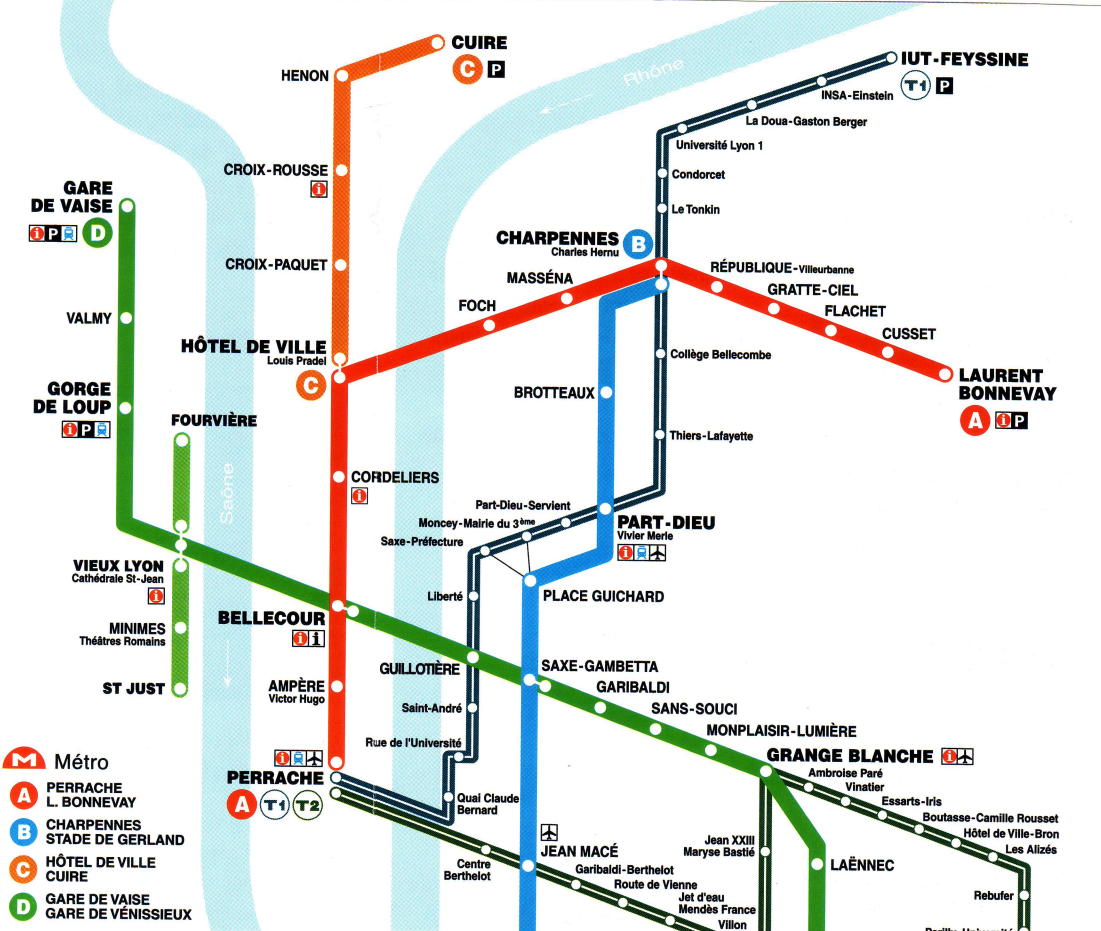 CUIRE
C P
HENON
Rhône
IUT-FEYSSINE
T1 P
INSA-Einstein
La Doua-Gaston Berger
Université Lyon 1
CROIX-ROUSSE
i
Condorcet
GARE
DE VAISE
i P D
Le Tonkin
CHARPENNES B
Charles Hernu
CROIX-PAQUET
MASSÉNA
RÉPUBLIQUE-Villeurbanne
GRATTE-CIEL
FOCH
FLACHET
VALMY
CUSSET
HÔTEL DE VILLE
Louis Pradel
C
Collège Bellecombe
LAURENT
BONNEVAY
A i P
GORGE
DE LOUP
i P
BROTTEAUX
FOURVIÈRE
Thiers-Lafayette
Saône
CORDELIERS
i
Part-Dieu-Servient
Moncey-Mairie du 3ème
Saxe-Préfecture
PART-DIEU
Vivier Merle
i
VIEUX LYON
Cathédrale St-Jean
i
Liberté
PLACE GUICHARD
BELLECOUR
i i
MINIMES
Théâtres Romains
GUILLOTIÈRE
SAXE-GAMBETTA
ST JUST
AMPÈRE
Victor Hugo
GARIBALDI
Saint-André
SANS-SOUCI
MONPLAISIR-LUMIÈRE
Rue de l'Université
GRANGE BLANCHE i
i
PERRACHE
A T1 T2
Ambroise Paré
Vinatier
Essarts-Iris
Boutasse-Camille Rousset
Hôtel de Ville-Bron
Les Alizés
Quai Claude
Bernard
JEAN MACÉ
Jean XXIII
Maryse Bastié
LAËNNEC
Centre
Berthelot
Garibaldi-Berthelot
Route de Vienne
Jet d'eau
Mendès France
Villon
Rebufer
Parilly-Université
M Métro
A PERRACHE
L. BONNEVAY
B CHARPENNES
STADE DE GERLAND
C HÔTEL DE VILLE
CUIRE
D GARE DE VAISE
GARE DE VÉNISSIEUX